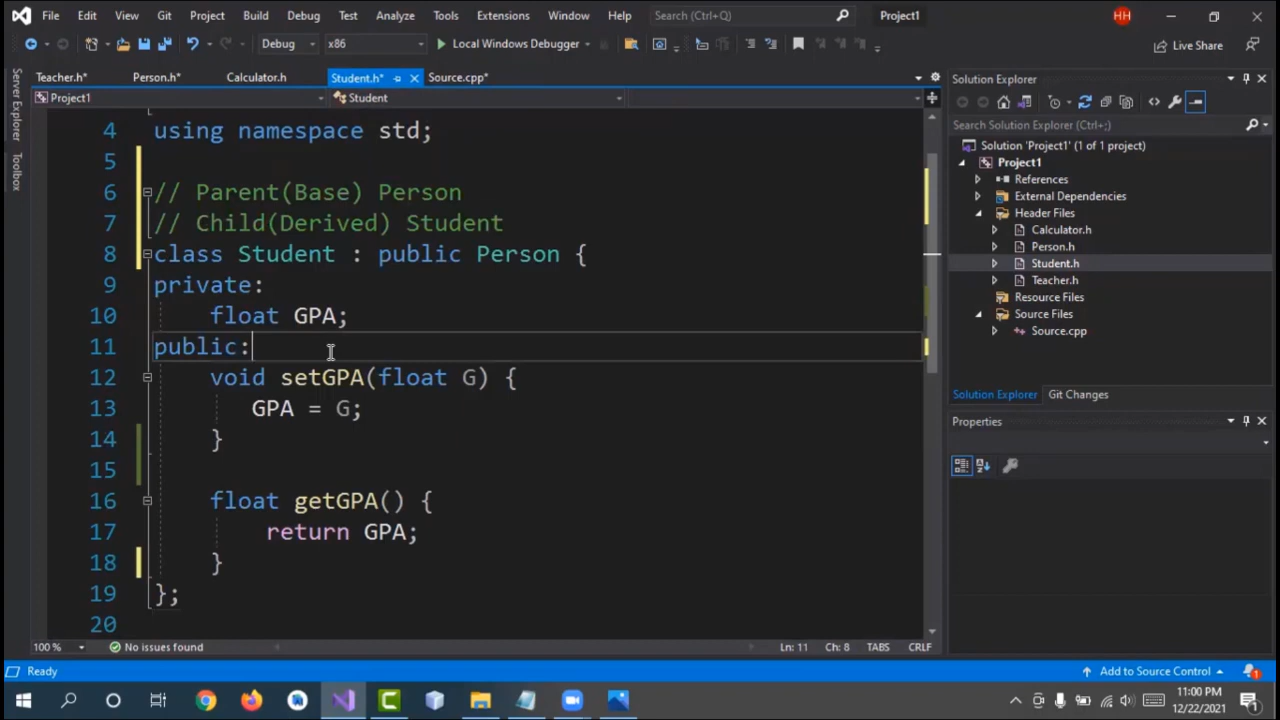 File Edit View Git Project Build Debug Test Analyze Tools Extensions Window Help Search (Ctrl+Q) Project1 HH
Debug x86 Local Windows Debugger Live Share
Server Explorer
Toolbox
Teacher.h* Person.h* Calculator.h Student.h* Source.cpp*
Project1 Student
4 using namespace std;
5
6 // Parent(Base) Person
7 // Child(Derived) Student
8 class Student : public Person {
9 private:
10 float GPA;
11 public:
12 void setGPA(float G) {
13 GPA = G;
14 }
15
16 float getGPA() {
17 return GPA;
18 }
19 };
20
100 % No issues found Ln: 11 Ch: 8 TABS CRLF
Solution Explorer
Search Solution Explorer (Ctrl+;)
Solution 'Project1' (1 of 1 project)
Project1
References
External Dependencies
Header Files
Calculator.h
Person.h
Student.h
Teacher.h
Resource Files
Source Files
Source.cpp
Solution Explorer Git Changes
Properties
Ready Add to Source Control 1
11:00 PM
12/22/2021
1